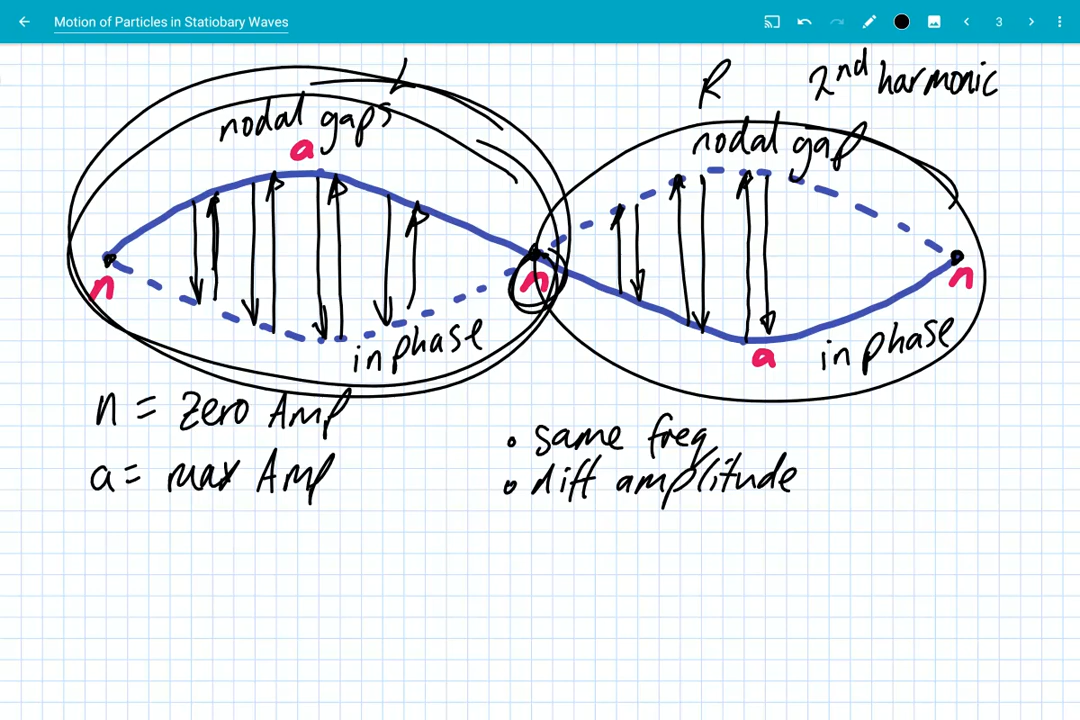 Motion of Particles in Statiobary Waves
3
L
R
2nd harmonic
nodal gaps
nodal gap
a
n
n
n
a
in phase
in phase
n = Zero Amp
a = max Amp
• same freq
• diff amplitude